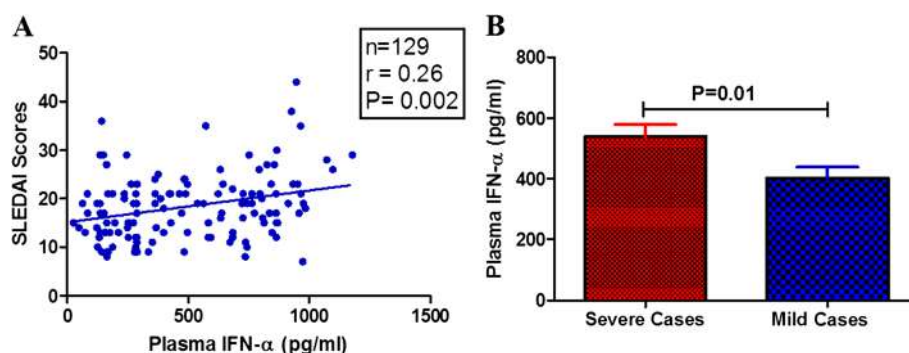 A
SLEDAI Scores
50
40
30
20
10
0
n=129
r = 0.26
P= 0.002
0
500
1000
1500
Plasma IFN-α (pg/ml)
B
Plasma IFN-α (pg/ml)
800
600
400
200
0
P=0.01
Severe Cases
Mild Cases